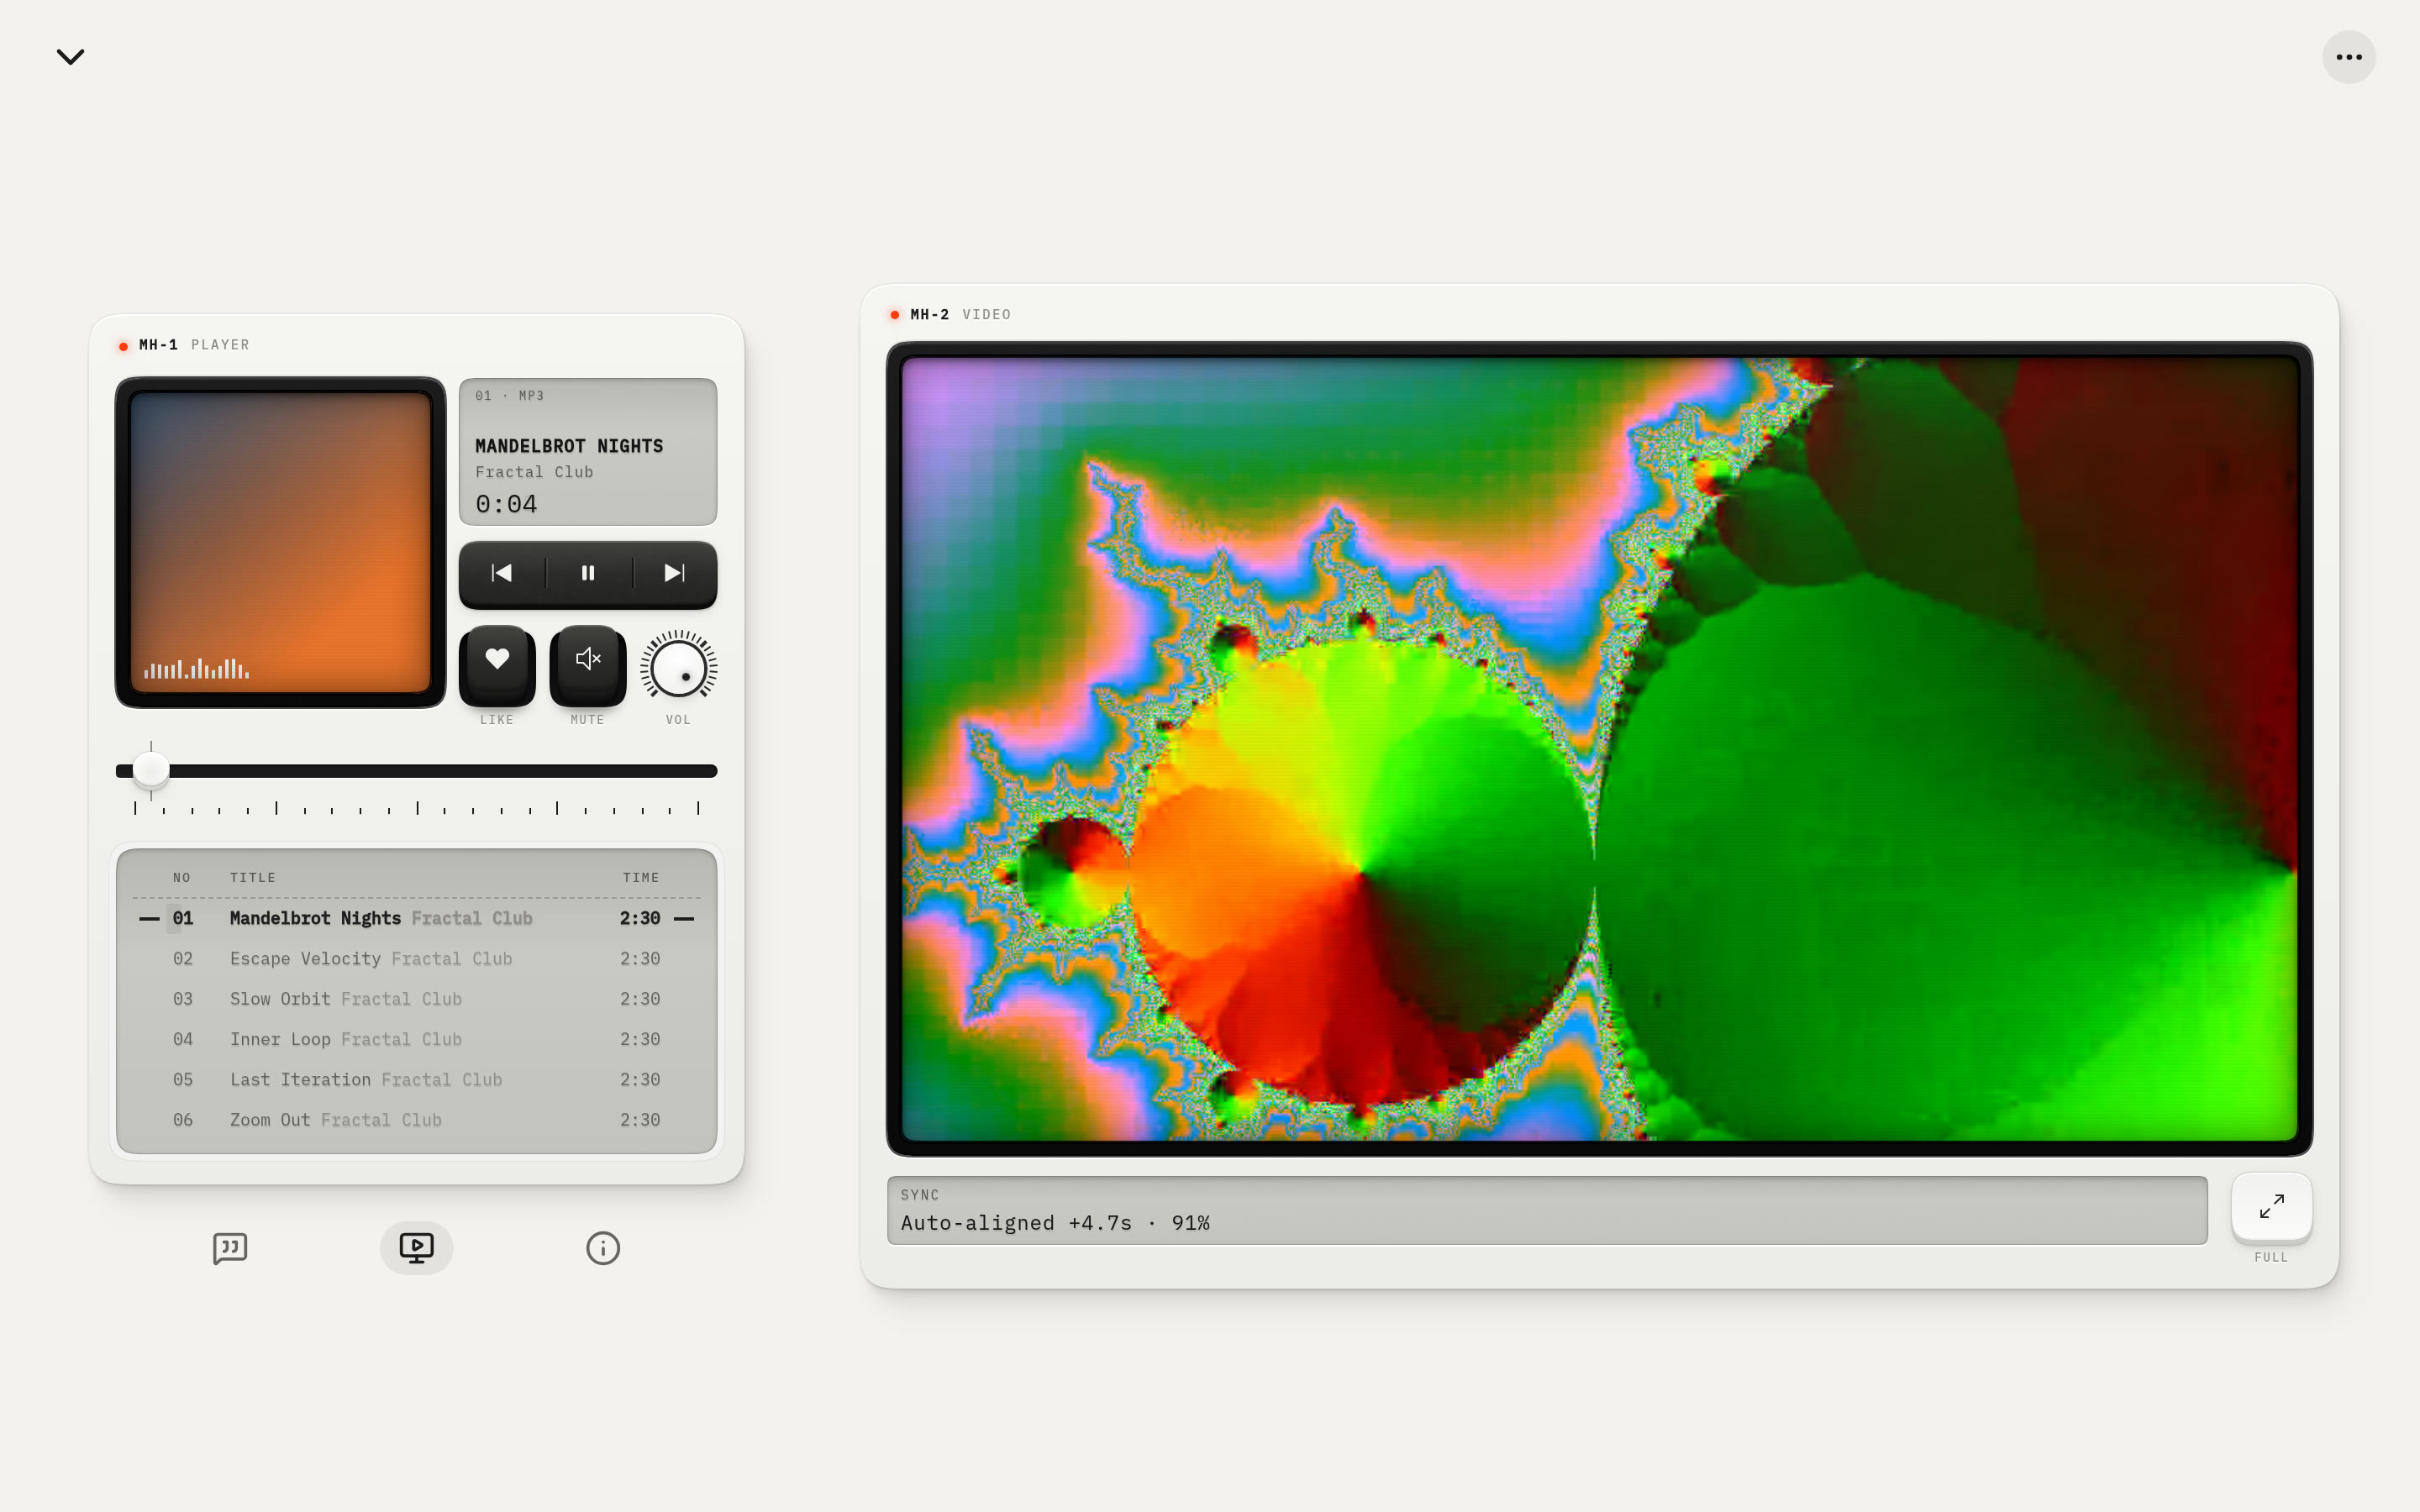 MH-1 PLAYER
01 · MP3
MANDELBROT NIGHTS
Fractal Club
0:04
LIKE MUTE VOL
NO TITLE TIME
01 Mandelbrot Nights Fractal Club 2:30
02 Escape Velocity Fractal Club 2:30
03 Slow Orbit Fractal Club 2:30
04 Inner Loop Fractal Club 2:30
05 Last Iteration Fractal Club 2:30
06 Zoom Out Fractal Club 2:30
MH-2 VIDEO
SYNC
Auto-aligned +4.7s · 91%
FULL